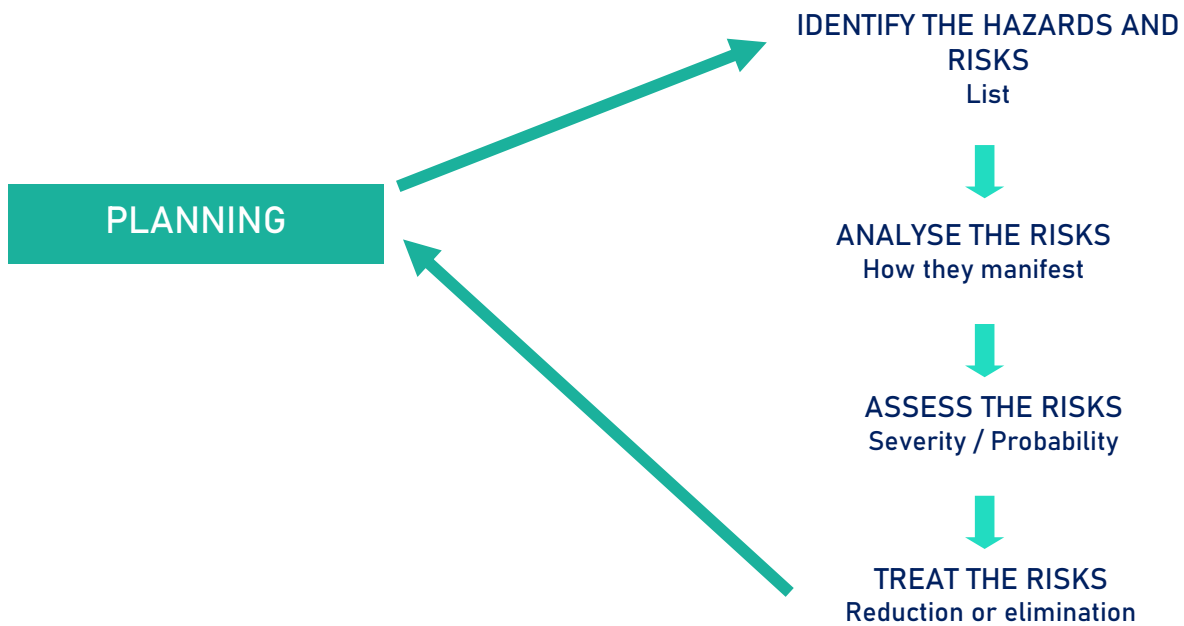 PLANNING
IDENTIFY THE HAZARDS AND
RISKS
List
ANALYSE THE RISKS
How they manifest
ASSESS THE RISKS
Severity / Probability
TREAT THE RISKS
Reduction or elimination